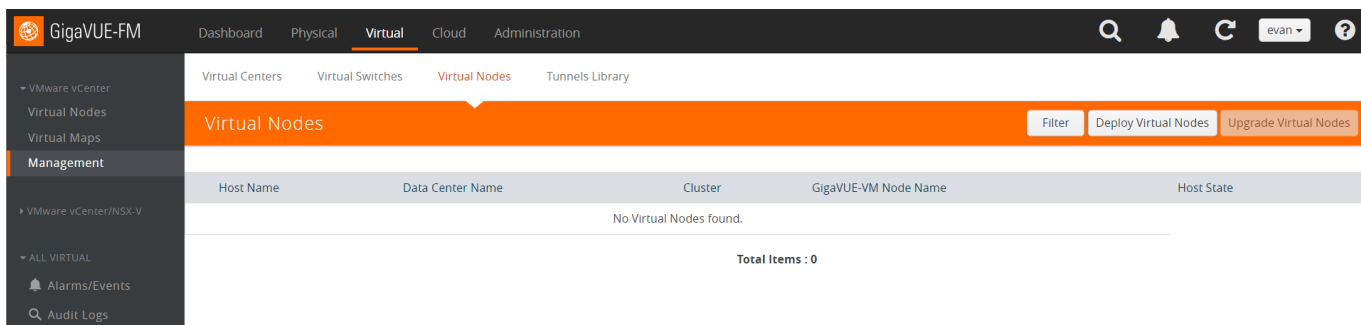 GigaVUE-FM
Dashboard Physical Virtual Cloud Administration
evan
VMware vCenter
Virtual Nodes
Virtual Maps
Management
VMware vCenter/NSX-V
ALL VIRTUAL
Alarms/Events
Audit Logs
Virtual Centers Virtual Switches Virtual Nodes Tunnels Library
Virtual Nodes
Filter Deploy Virtual Nodes Upgrade Virtual Nodes
Host Name Data Center Name Cluster GigaVUE-VM Node Name Host State
No Virtual Nodes found.
Total Items : 0